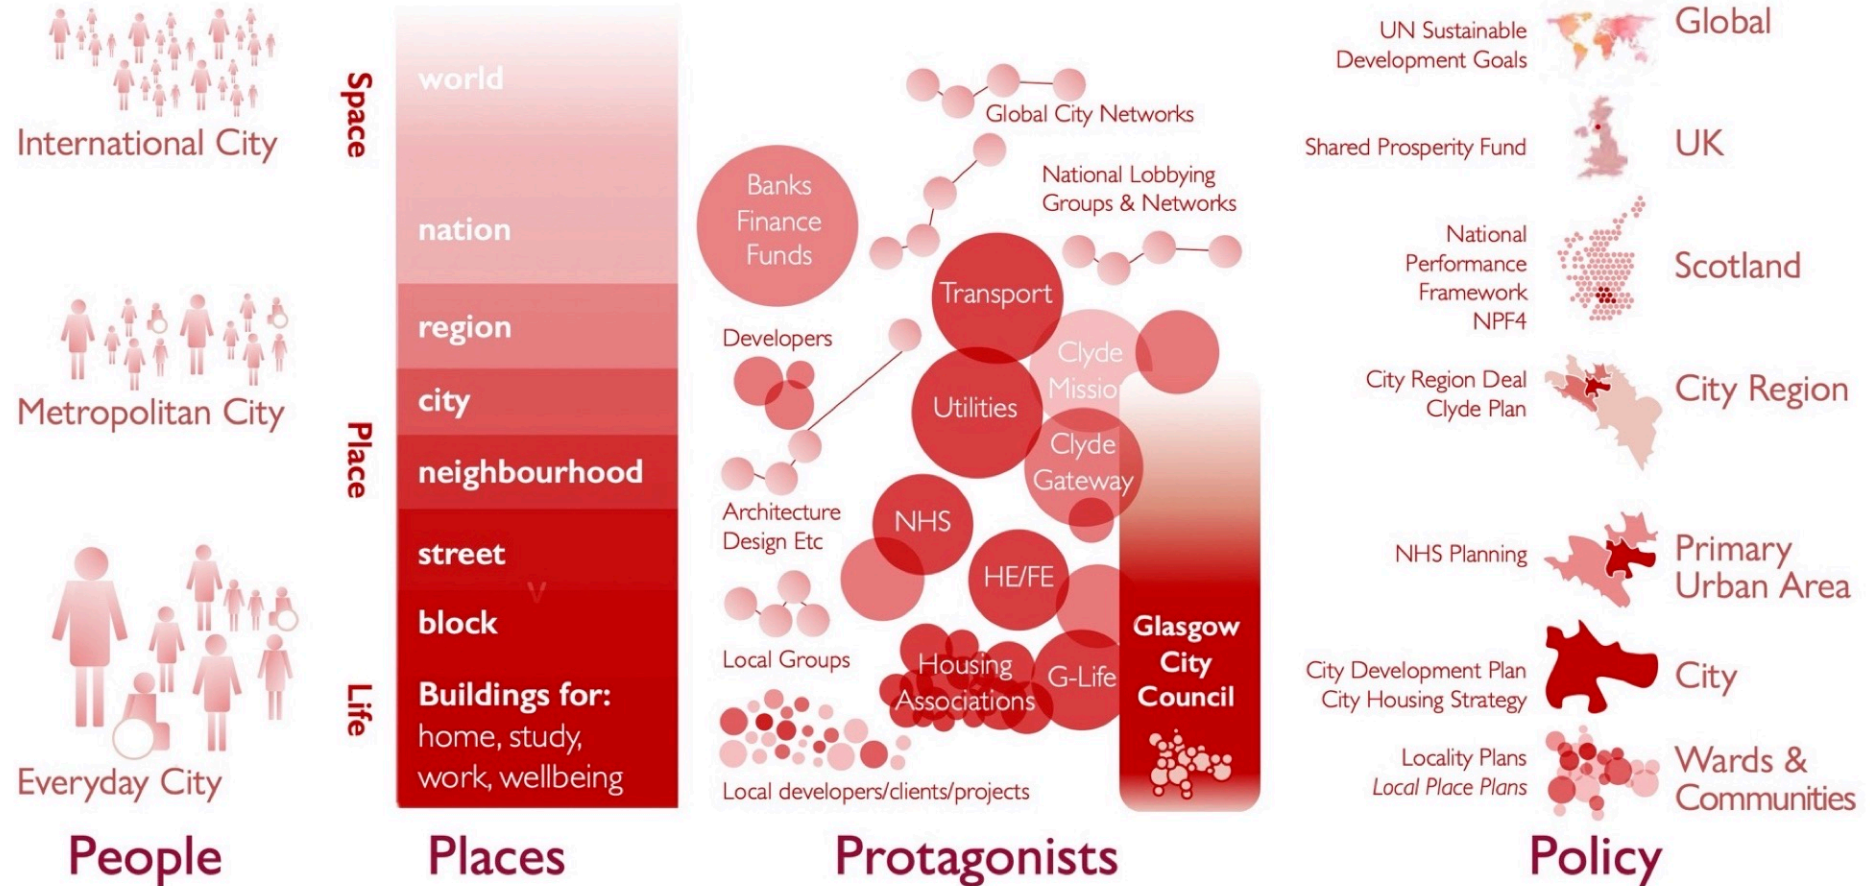 International City
Metropolitan City
Everyday City
People
Space
Place
Life
world
nation
region
city
neighbourhood
street
v
block
Buildings for:
home, study,
work, wellbeing
Places
Global City Networks
Banks
Finance
Funds
National Lobbying
Groups & Networks
Transport
Developers
Clyde
Missio
Utilities
Clyde
Gateway
Architecture
Design Etc
NHS
HE/FE
Local Groups
Housing
Associations
G-Life
Glasgow
City
Council
Local developers/clients/projects
Protagonists
UN Sustainable
Development Goals
Global
Shared Prosperity Fund
UK
National
Performance
Framework
NPF4
Scotland
City Region Deal
Clyde Plan
City Region
NHS Planning
Primary
Urban Area
City Development Plan
City Housing Strategy
City
Locality Plans
Local Place Plans
Wards &
Communities
Policy